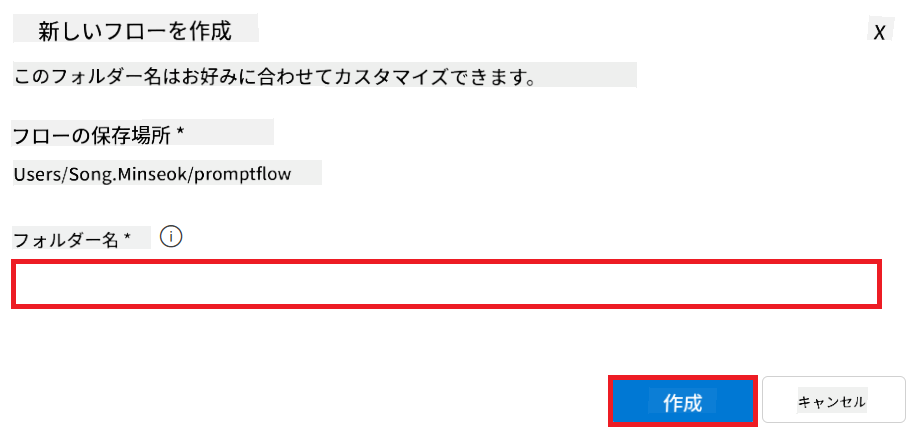 新しいフローを作成
X
このフォルダー名はお好みに合わせてカスタマイズできます。
フローの保存場所 *
Users/Song.Minseok/promptflow
フォルダー名 *
作成
キャンセル